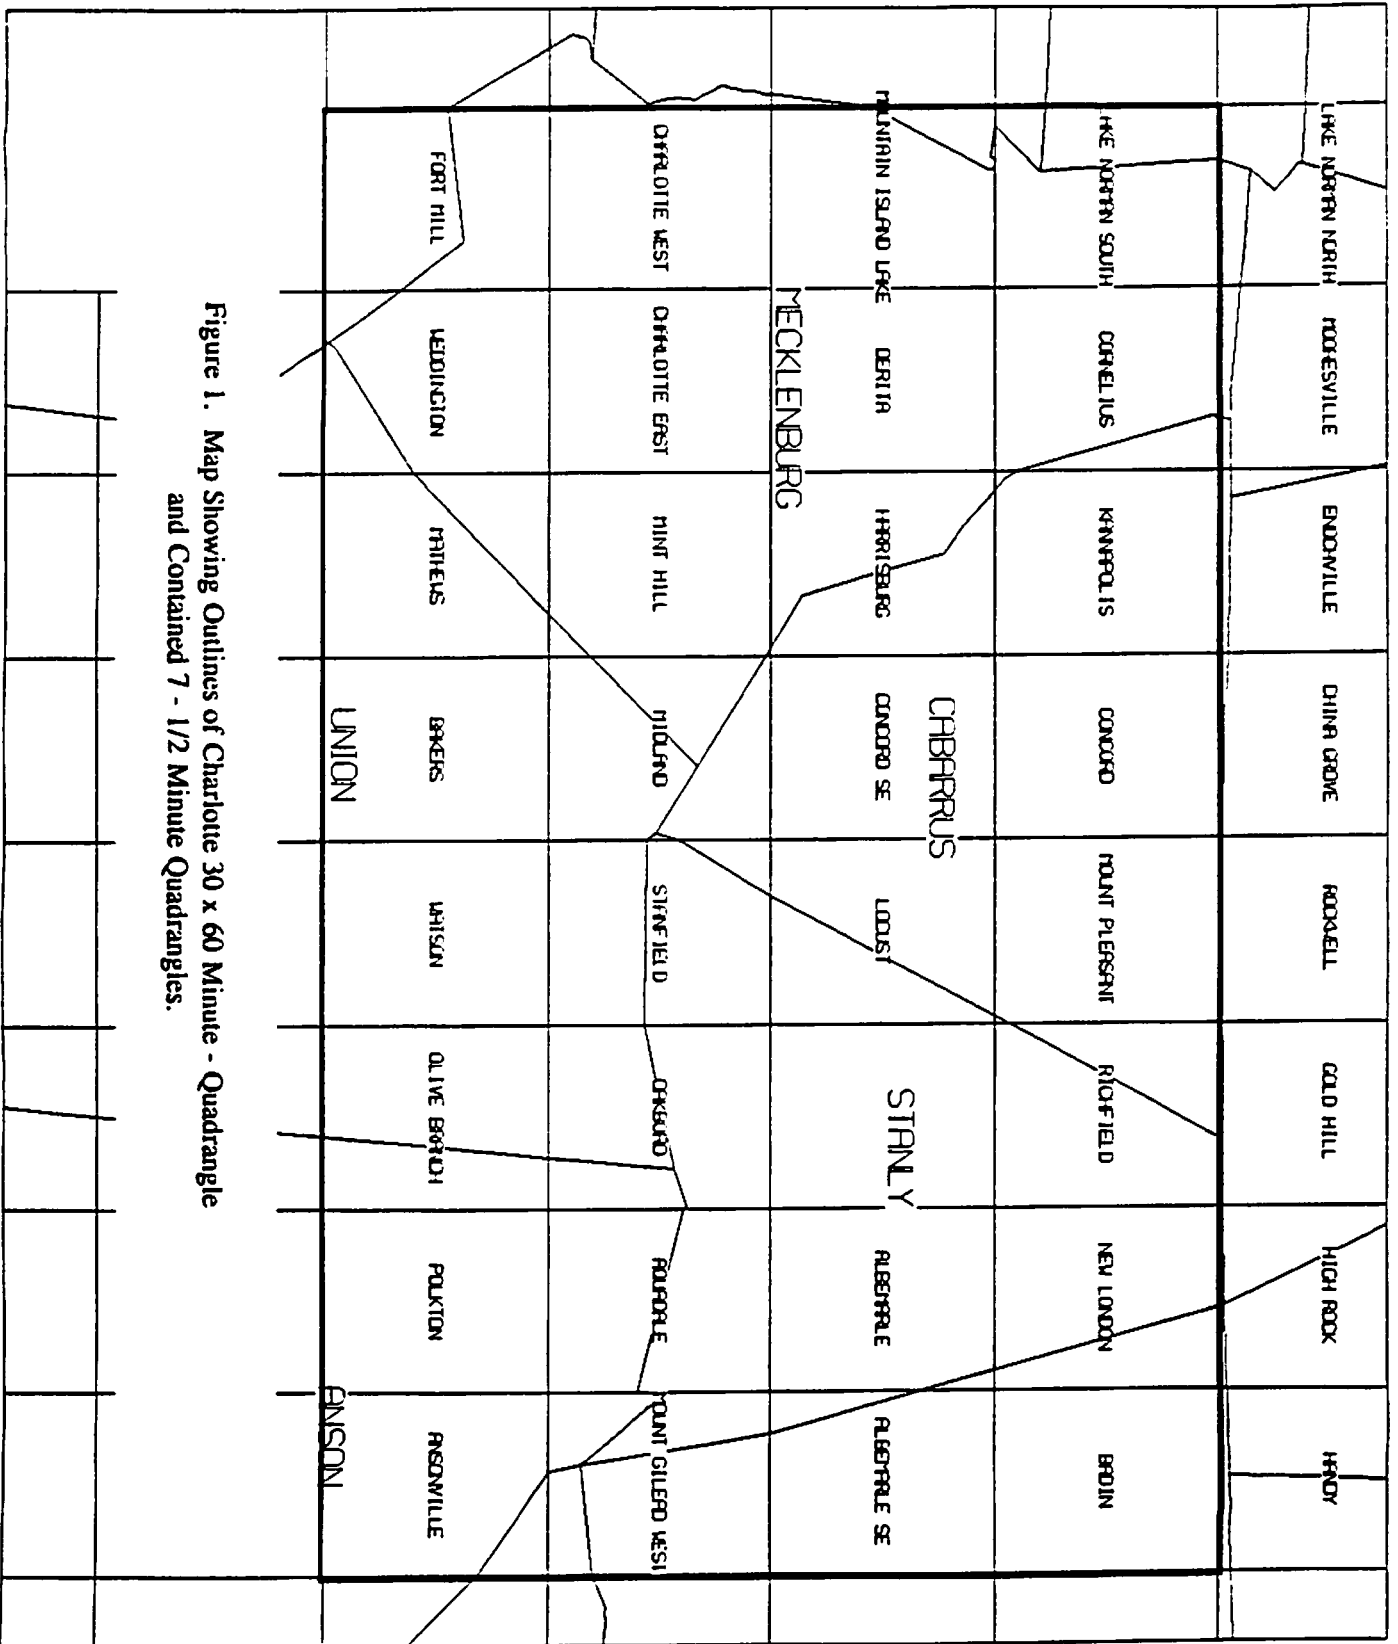 LAKE NORMAN NORTH
MOORESVILLE
ENOCHVILLE
CHINA GROVE
ROCKWELL
GOLD HILL
HIGH ROCK
HANDY
LAKE NORMAN SOUTH
CORNELIUS
KANNAPOLIS
CONCORD
MOUNT PLEASANT
RICHFIELD
NEW LONDON
BADIN
CABARRUS
STANLY
MOUNTAIN ISLAND LAKE
DERITA
HARRISBURG
CONCORD SE
LOCUST
ALBEMARLE
ALBEMARLE SE
MECKLENBURG
CHARLOTTE WEST
CHARLOTTE EAST
MINT HILL
MIDLAND
STANFIELD
OAKBORO
AQUADALE
MOUNT GILEAD WEST
FORT MILL
WEDDINGTON
MATHEWS
BAKERS
WATSON
OLIVE BRANCH
POLKTON
ANSONVILLE
UNION
ANSON
Figure 1. Map Showing Outlines of Charlotte 30 x 60 Minute - Quadrangle
and Contained 7 - 1/2 Minute Quadrangles.